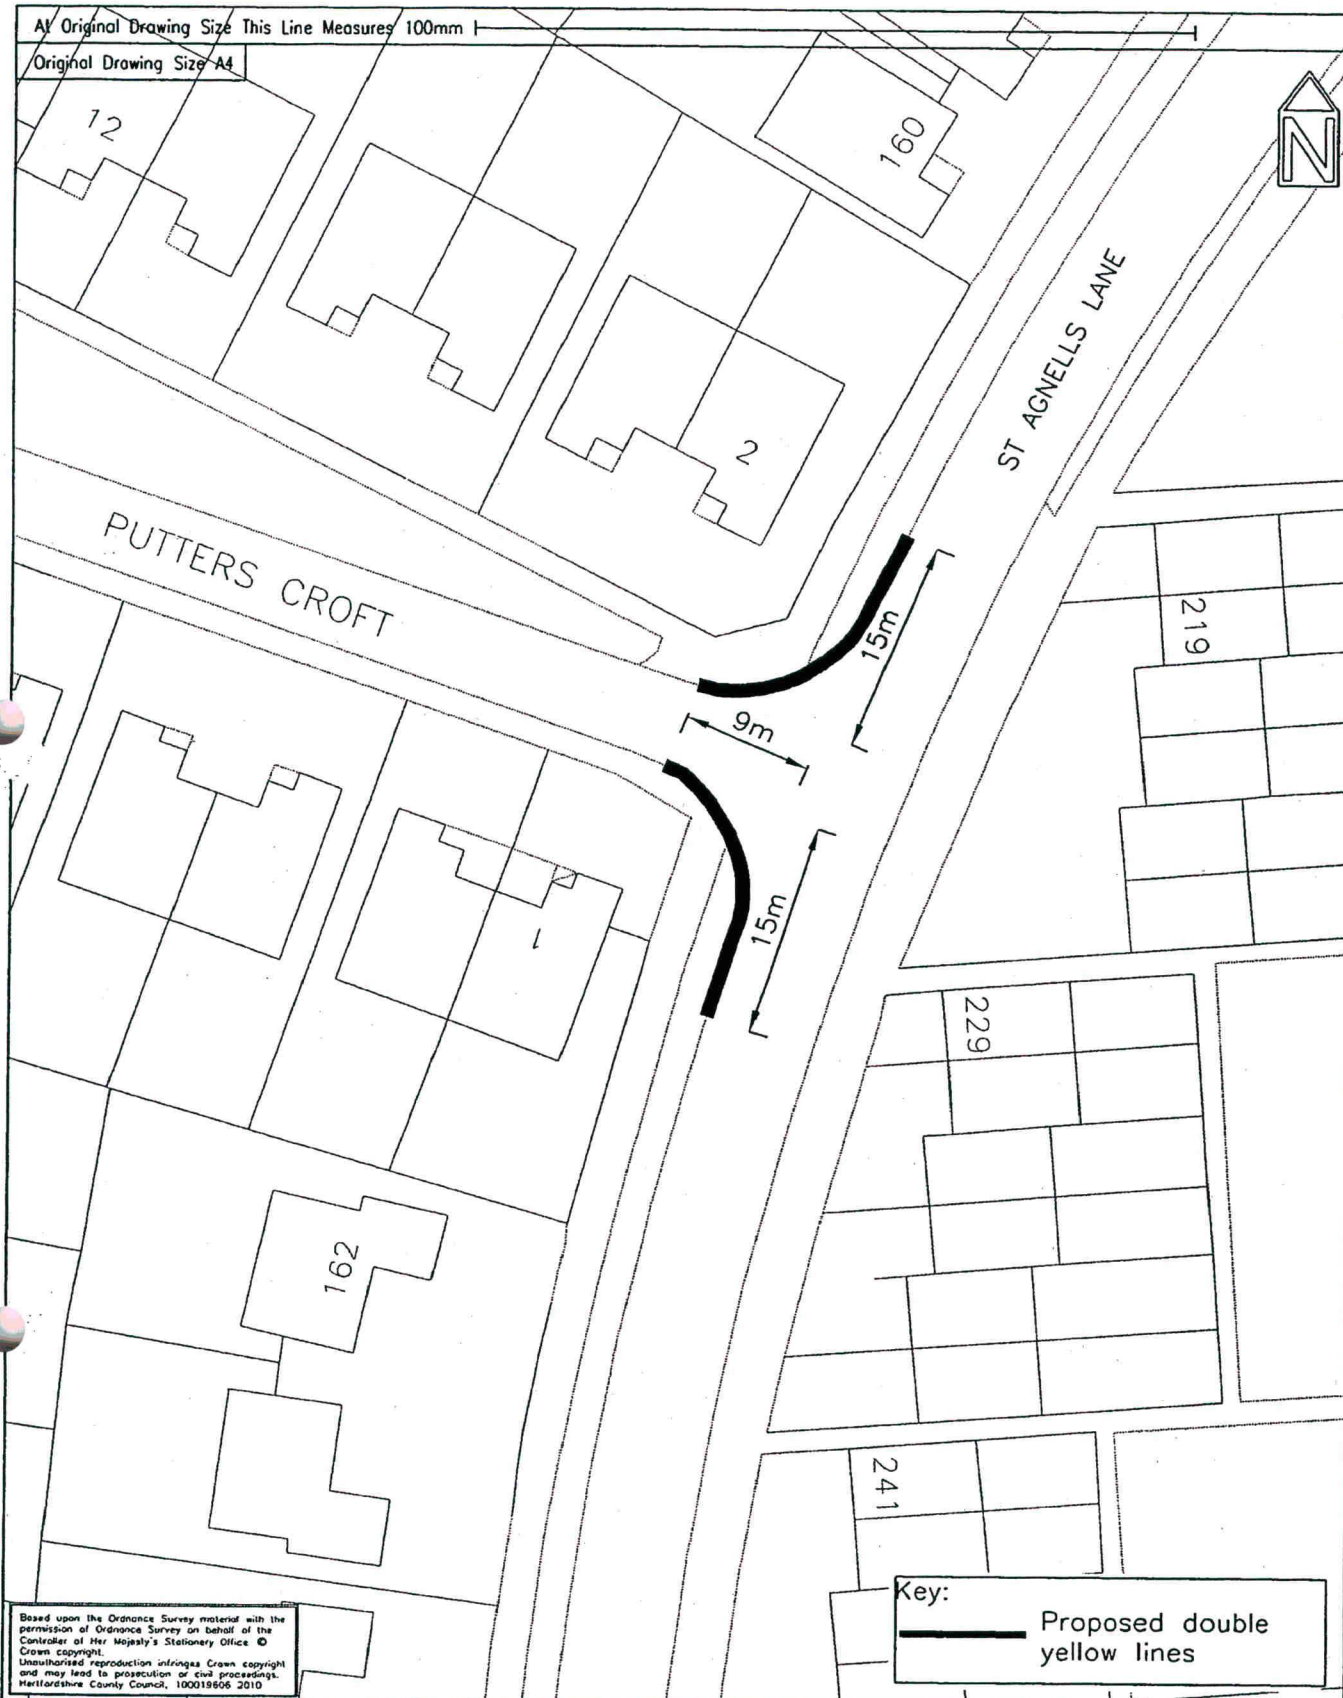 At Original Drawing Size This Line Measures 100mm
Original Drawing Size A4
12
160
N
ST AGNELLS LANE
2
PUTTERS CROFT
15m
219
9m
15m
1
229
162
241
Key:
Proposed double
yellow lines
Based upon the Ordnance Survey material with the
permission of Ordnance Survey on behalf of the
Controller of Her Majesty's Stationery Office ©
Crown copyright.
Unauthorised reproduction infringes Crown copyright
and may lead to prosecution or civil proceedings.
Hertfordshire County Council, 100019606 2010